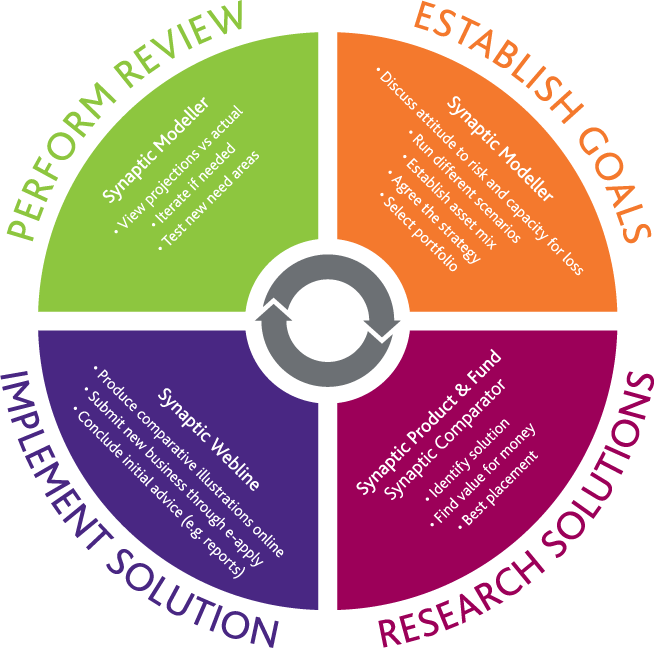 PERFORM REVIEW
Synaptic Modeller
• View projections vs actual
• Iterate if needed
• Test new need areas
ESTABLISH GOALS
Synaptic Modeller
• Discuss attitude to risk and capacity for loss
• Run different scenarios
• Establish asset mix
• Agree the strategy
• Select portfolio
RESEARCH SOLUTIONS
Synaptic Product & Fund
Synaptic Comparator
• Identify solution
• Find value for money
• Best placement
IMPLEMENT SOLUTION
Synaptic Webline
• Produce comparative illustrations online
• Submit new business through e-apply
• Conclude initial advice (e.g. reports)